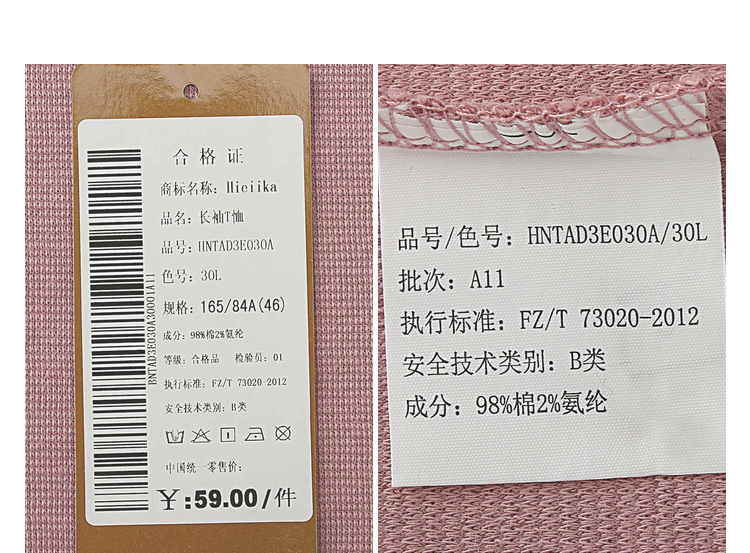 合格证
商标名称：Hieiika
品名：长袖T恤
品号：HNTAD3E030A
色号：30L
规格：165/84A(46)
成分：98%棉2%氨纶
等级：合格品 检验员：01
执行标准：FZ/T 73020-2012
安全技术类别：B类
中国统一零售价：
¥:59.00/件
HNTAD3E030A30001A11
品号/色号：HNTAD3E030A/30L
批次：A11
执行标准：FZ/T 73020-2012
安全技术类别：B类
成分：98%棉2%氨纶